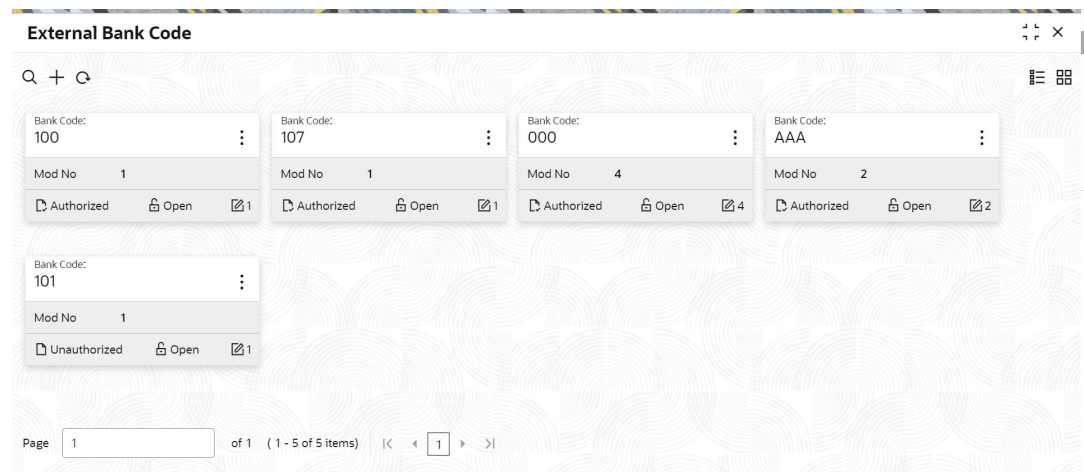 External Bank Code
Bank Code: Bank Code: Bank Code: Bank Code:
100 107 000 AAA
Mod No 1 Mod No 1 Mod No 4 Mod No 2
Authorized Open 1 Authorized Open 1 Authorized Open 4 Authorized Open 2
Bank Code:
101
Mod No 1
Unauthorized Open 1
Page 1 of 1 ( 1 - 5 of 5 items) 1